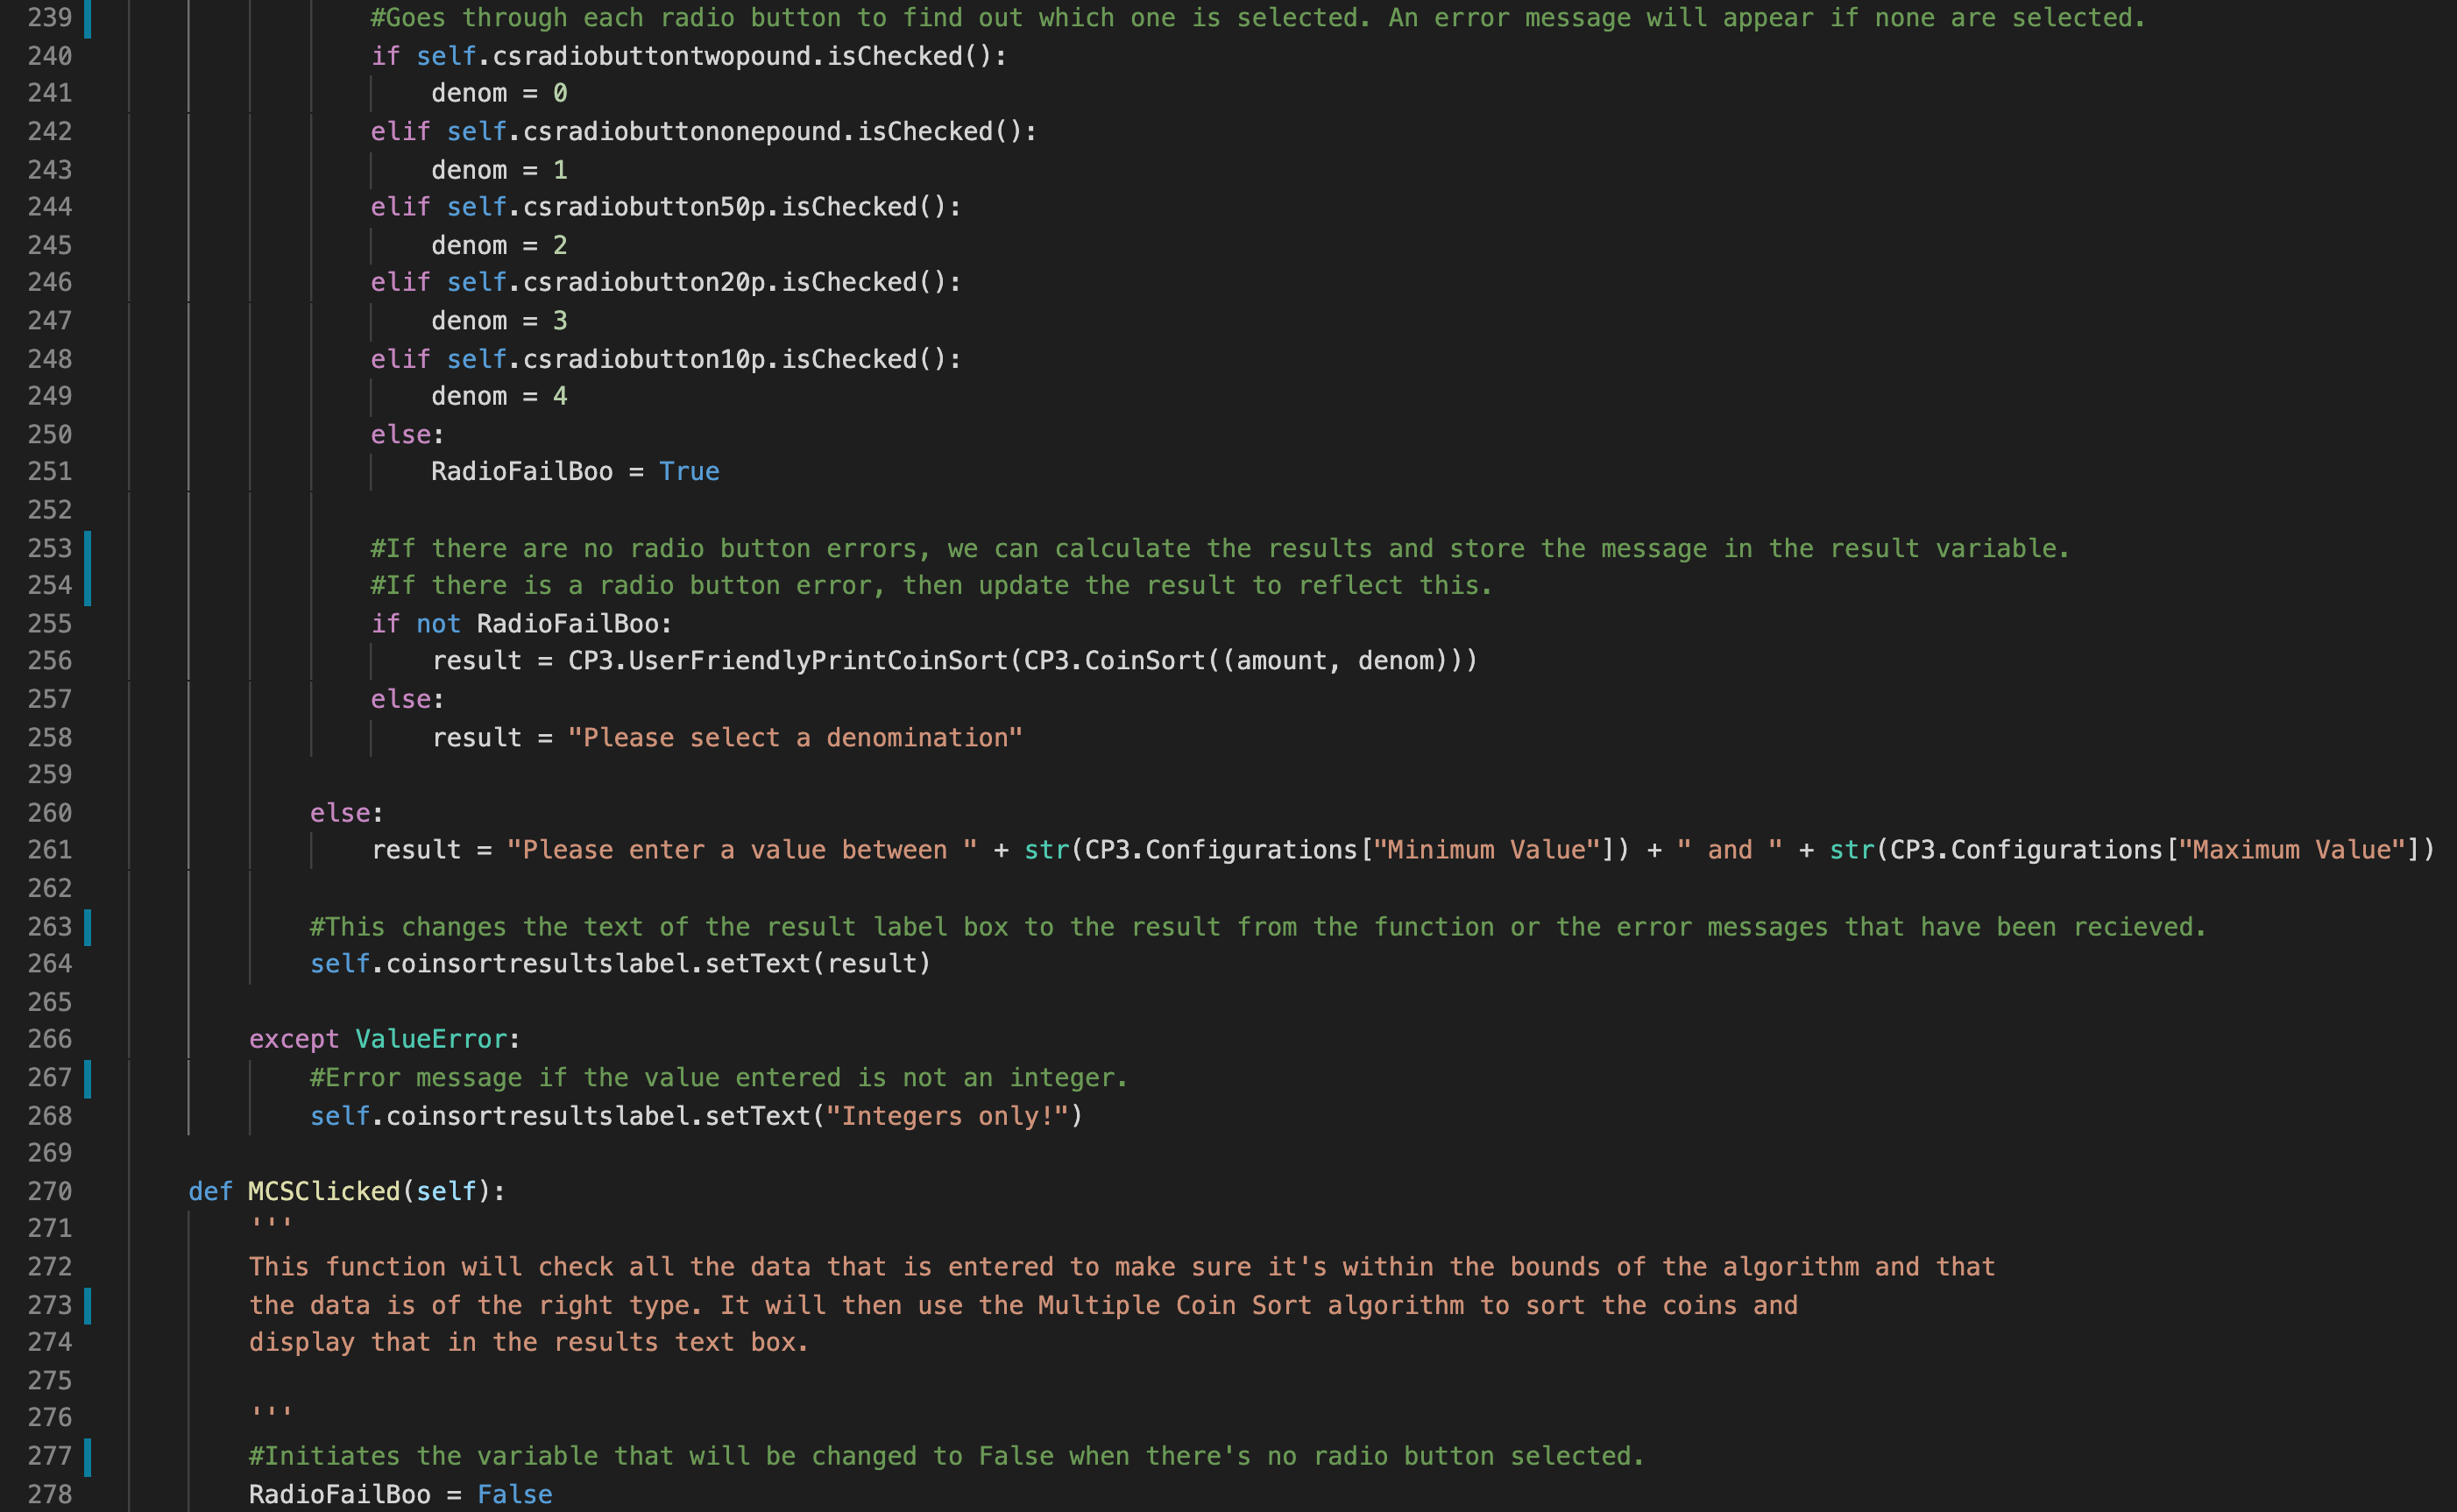 239 #Goes through each radio button to find out which one is selected. An error message will appear if none are selected.
240 if self.csradiobuttontwopound.isChecked():
241 denom = 0
242 elif self.csradiobuttononepound.isChecked():
243 denom = 1
244 elif self.csradiobutton50p.isChecked():
245 denom = 2
246 elif self.csradiobutton20p.isChecked():
247 denom = 3
248 elif self.csradiobutton10p.isChecked():
249 denom = 4
250 else:
251 RadioFailBoo = True
252
253 #If there are no radio button errors, we can calculate the results and store the message in the result variable.
254 #If there is a radio button error, then update the result to reflect this.
255 if not RadioFailBoo:
256 result = CP3.UserFriendlyPrintCoinSort(CP3.CoinSort((amount, denom)))
257 else:
258 result = "Please select a denomination"
259
260 else:
261 result = "Please enter a value between " + str(CP3.Configurations["Minimum Value"]) + " and " + str(CP3.Configurations["Maximum Value"])
262
263 #This changes the text of the result label box to the result from the function or the error messages that have been recieved.
264 self.coinsortresultslabel.setText(result)
265
266 except ValueError:
267 #Error message if the value entered is not an integer.
268 self.coinsortresultslabel.setText("Integers only!")
269
270 def MCSClicked(self):
271 '''
272 This function will check all the data that is entered to make sure it's within the bounds of the algorithm and that
273 the data is of the right type. It will then use the Multiple Coin Sort algorithm to sort the coins and
274 display that in the results text box.
275
276 '''
277 #Initiates the variable that will be changed to False when there's no radio button selected.
278 RadioFailBoo = False